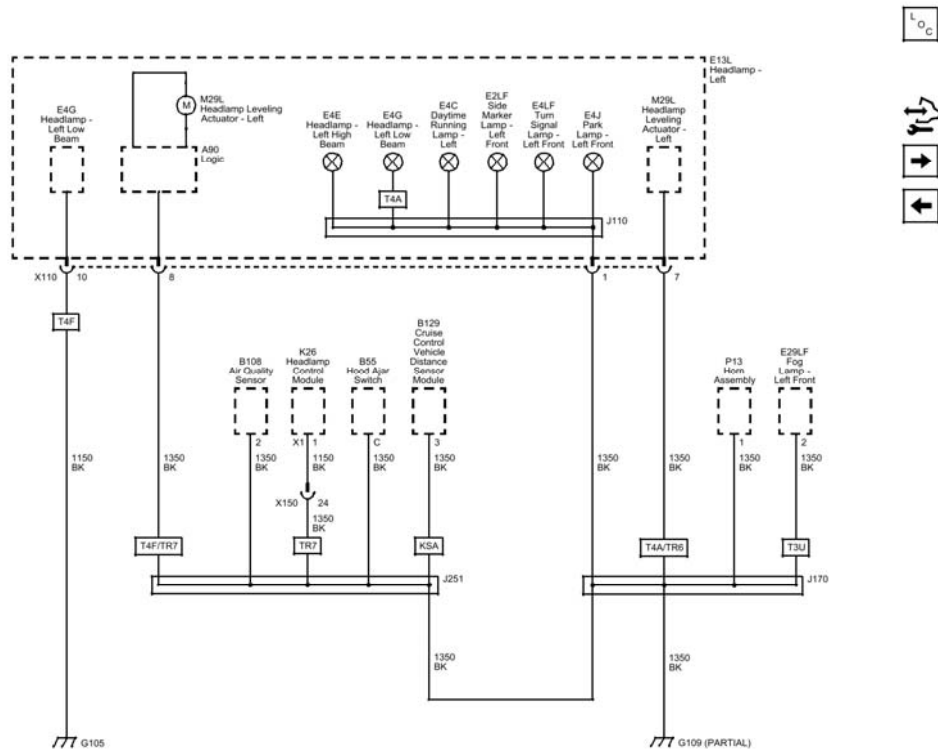 L
O
C
E13L
Headlamp -
Left
E4G
Headlamp -
Left Low
Beam
M
M29L
Headlamp Leveling
Actuator - Left
A90
Logic
E4E
Headlamp -
Left High
Beam
E4G
Headlamp -
Left Low
Beam
E4C
Daytime
Running
Lamp -
Left
E2LF
Side
Marker
Lamp -
Left
Front
E4LF
Turn
Signal
Lamp -
Left Front
E4J
Park
Lamp -
Left Front
M29L
Headlamp
Leveling
Actuator -
Left
T4A
J110
X110
10
8
1
7
T4F
B108
Air Quality
Sensor
K26
Headlamp
Control
Module
B55
Hood Ajar
Switch
B129
Cruise
Control
Vehicle
Distance
Sensor
Module
P13
Horn
Assembly
E29LF
Fog
Lamp -
Left Front
2
X1
1
C
3
1
2
1150
BK
1350
BK
1350
BK
1150
BK
1350
BK
1350
BK
1350
BK
1350
BK
1350
BK
1350
BK
X150
24
1350
BK
T4F/TR7
TR7
KSA
T4A/TR6
T3U
J251
J170
1350
BK
1350
BK
G105
G109 (PARTIAL)